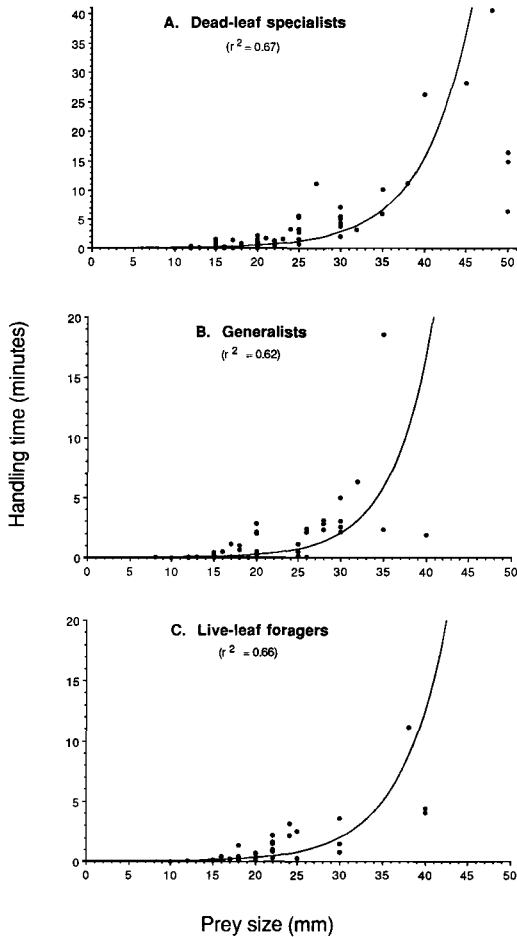 A. Dead-leaf specialists
(r² = 0.67)
40
35
30
25
20
15
10
5
0
0 5 10 15 20 25 30 35 40 45 50
B. Generalists
(r² = 0.62)
20
15
10
5
0
0 5 10 15 20 25 30 35 40 45 50
Handling time (minutes)
C. Live-leaf foragers
(r² = 0.66)
20
15
10
5
0
0 5 10 15 20 25 30 35 40 45 50
Prey size (mm)